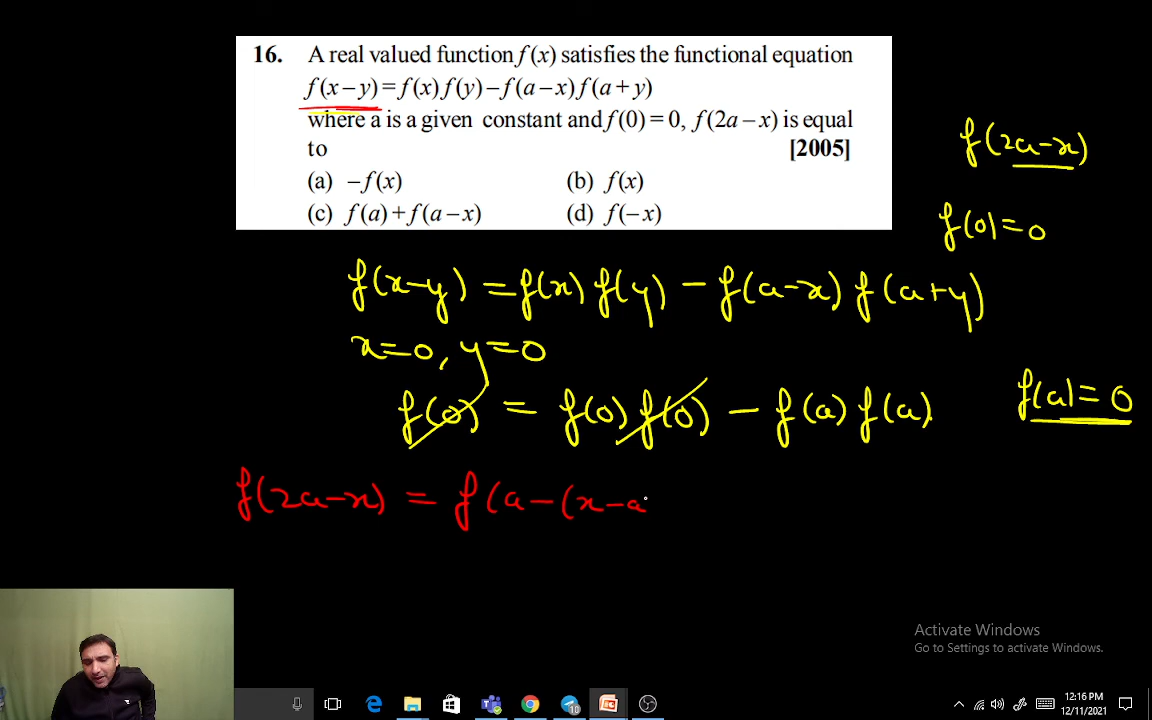 16. A real valued function f (x) satisfies the functional equation
f(x−y)=f(x) f(y)−f(a−x) f(a+y)
where a is a given constant and f(0)=0, f(2a−x) is equal
to [2005]
(a) −f(x) (b) f(x)
(c) f(a)+f(a−x) (d) f(−x)
f(2a−x)
f(0)=0
f(x−y) = f(x) f(y) − f(a−x) f(a+y)
x=0, y=0
f(a)=0
f(0) = f(0) f(0) − f(a) f(a)
f(2a−x) = f(a−(x−a
Activate Windows
Go to Settings to activate Windows.
10
12:16 PM
12/11/2021